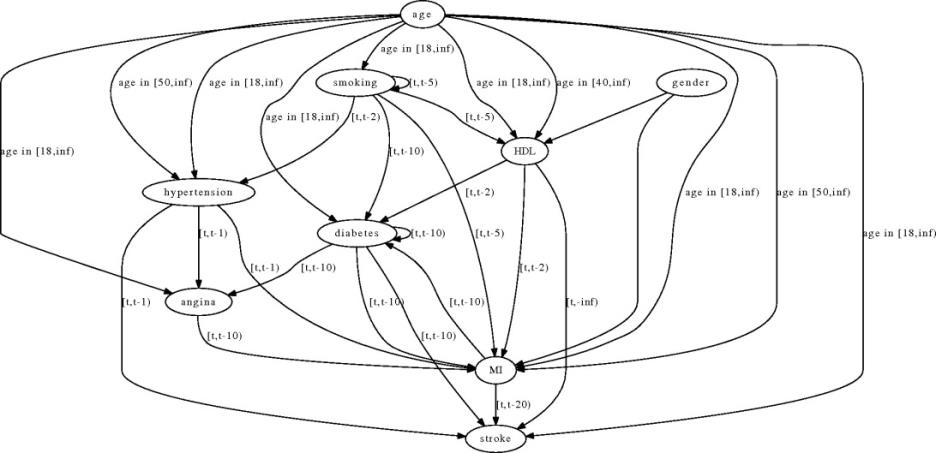 age
age in [18,inf)
smoking
[t,t-5)
gender
age in [50,inf)
age in [18,inf)
age in [18,inf)
age in [40,inf)
age in [18,inf)
[t,t-2)
[t,t-5)
age in [18,inf)
[t,t-10)
HDL
hypertension
[t,t-2)
age in [18,inf)
age in [50,inf)
[t,t-1)
diabetes
[t,t-10)
[t,t-5)
age in [18,inf)
[t,t-1)
[t,t-10)
[t,t-2)
[t,t-1)
angina
[t,t-10)
[t,t-10)
[t,-inf)
[t,t-10)
[t,t-10)
MI
[t,t-20)
stroke